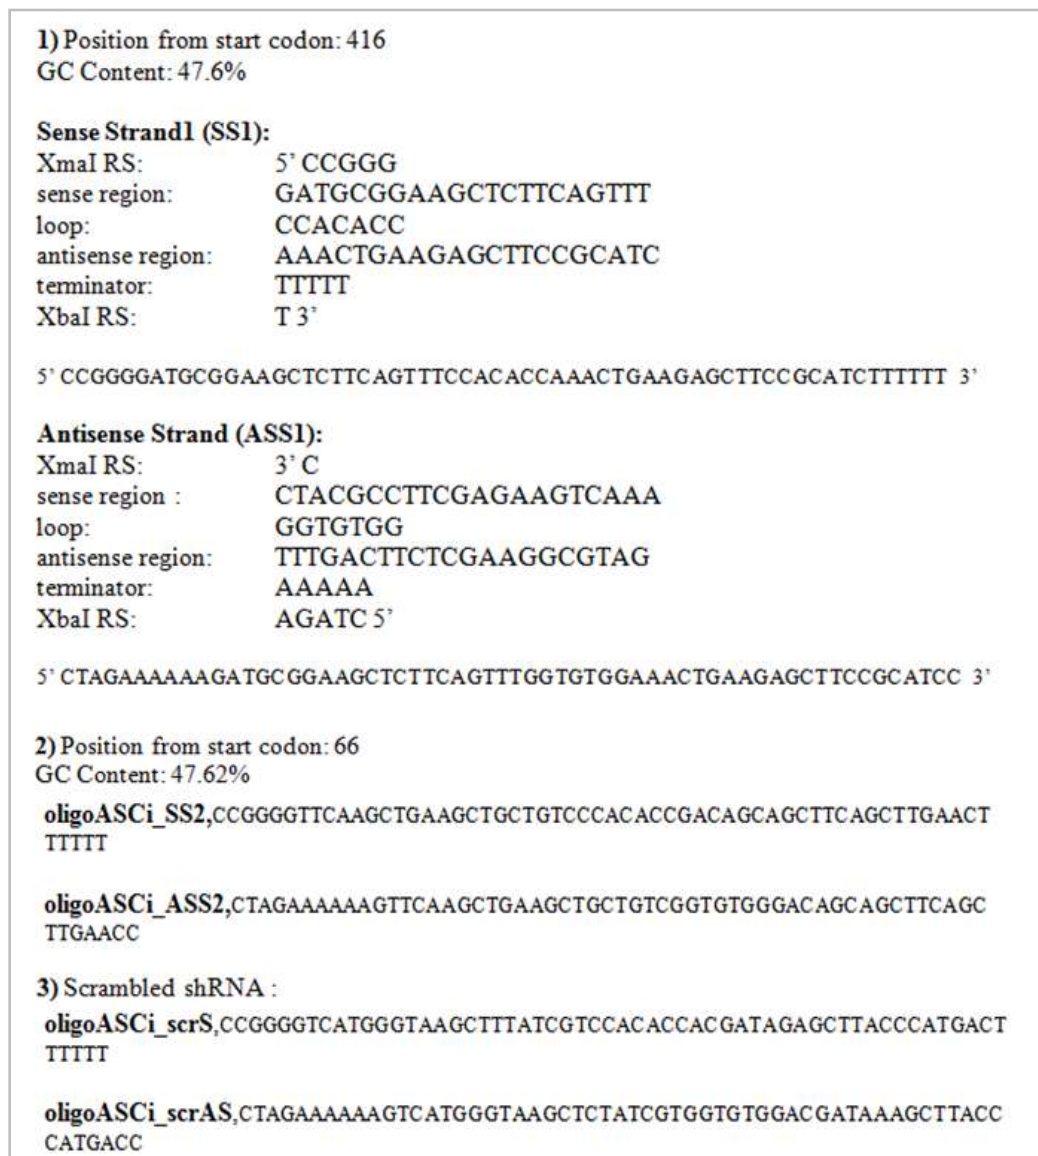 1) Position from start codon: 416
GC Content: 47.6%
Sense Strand1 (SS1):
XmaI RS: 5’ CCGGG
sense region: GATGCGGAAGCTCTTCAGTTT
loop: CCACACC
antisense region: AAACTGAAGAGCTTCCGCATC
terminator: TTTTT
XbaI RS: T 3’
5’ CCGGGGATGCGGAAGCTCTTCAGTTTCCACACCAAACTGAAGAGCTTCCGCATCTTTTTT 3’
Antisense Strand (ASS1):
XmaI RS: 3’ C
sense region : CTACGCCTTCGAGAAGTCAAA
loop: GGTGTGG
antisense region: TTTGACTTCTCGAAGGCGTAG
terminator: AAAAA
XbaI RS: AGATC 5’
5’ CTAGAAAAAAGATGCGGAAGCTCTTCAGTTTGGTGTGGAAACTGAAGAGCTTCCGCATCC 3’
2) Position from start codon: 66
GC Content: 47.62%
oligoASCi_SS2,CCGGGGTTCAAGCTGAAGCTGCTGTCCCACACCGACAGCAGCTTCAGCTTGAACT
TTTTT
oligoASCi_ASS2,CTAGAAAAAAGTTCAAGCTGAAGCTGCTGTCGGTGTGGGACAGCAGCTTCAGC
TTGAACC
3) Scrambled shRNA :
oligoASCi_scrS,CCGGGGTCATGGGTAAGCTTTATCGTCCACACCACGATAGAGCTTACCCATGACT
TTTTT
oligoASCi_scrAS,CTAGAAAAAAGTCATGGGTAAGCTCTATCGTGGTGTGGACGATAAAGCTTACC
CATGACC